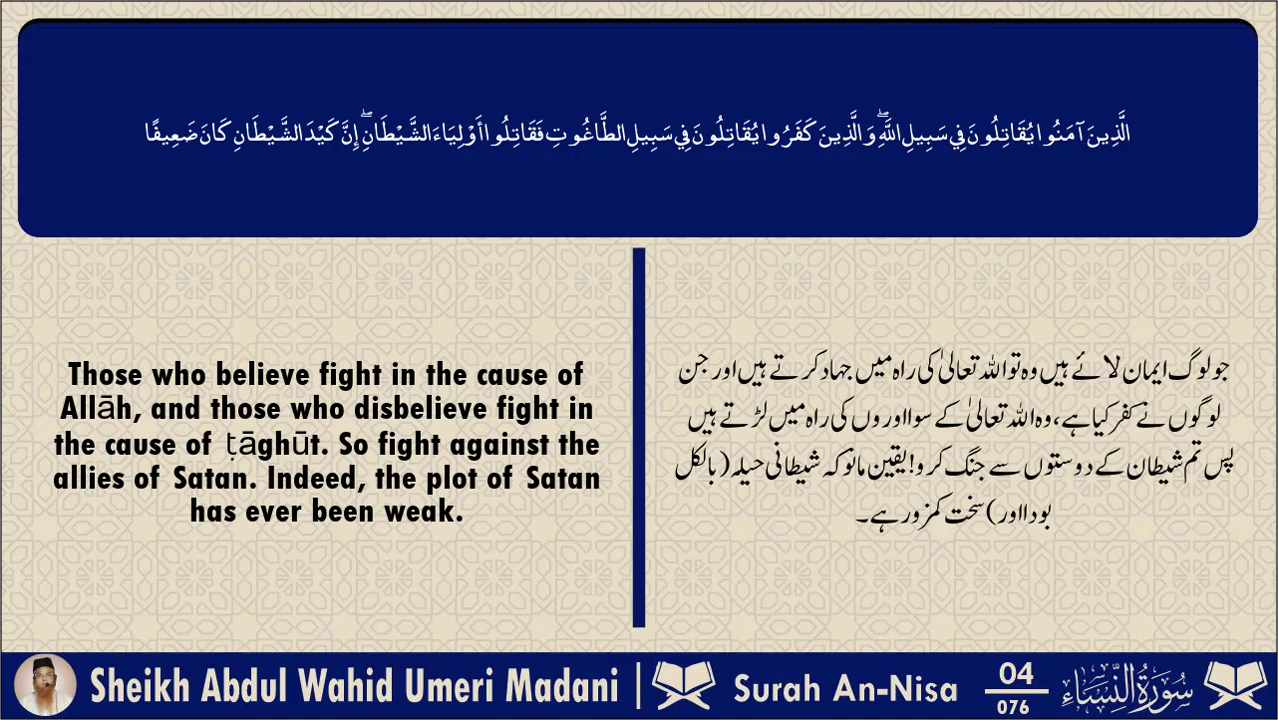 الَّذِينَ آمَنُوا يُقَاتِلُونَ فِي سَبِيلِ اللَّهِ ۖ وَالَّذِينَ كَفَرُوا يُقَاتِلُونَ فِي سَبِيلِ الطَّاغُوتِ فَقَاتِلُوا أَوْلِيَاءَ الشَّيْطَانِ ۖ إِنَّ كَيْدَ الشَّيْطَانِ كَانَ ضَعِيفًا
Those who believe fight in the cause of
Allāh, and those who disbelieve fight in
the cause of ṭāghūt. So fight against the
allies of Satan. Indeed, the plot of Satan
has ever been weak.
جو لوگ ایمان لائے ہیں وه تو اللہ تعالیٰ کی راه میں جہاد کرتے ہیں اور جن
لوگوں نے کفر کیا ہے، وه اللہ تعالیٰ کے سوا اوروں کی راه میں لڑتے ہیں
پس تم شیطان کے دوستوں سے جنگ کرو! یقین مانو کہ شیطانی حیلہ (بالکل
بودا اور) سخت کمزور ہے۔
Sheikh Abdul Wahid Umeri Madani | Surah An-Nisa
04
076
سُورَةُ النِّسَاءِ